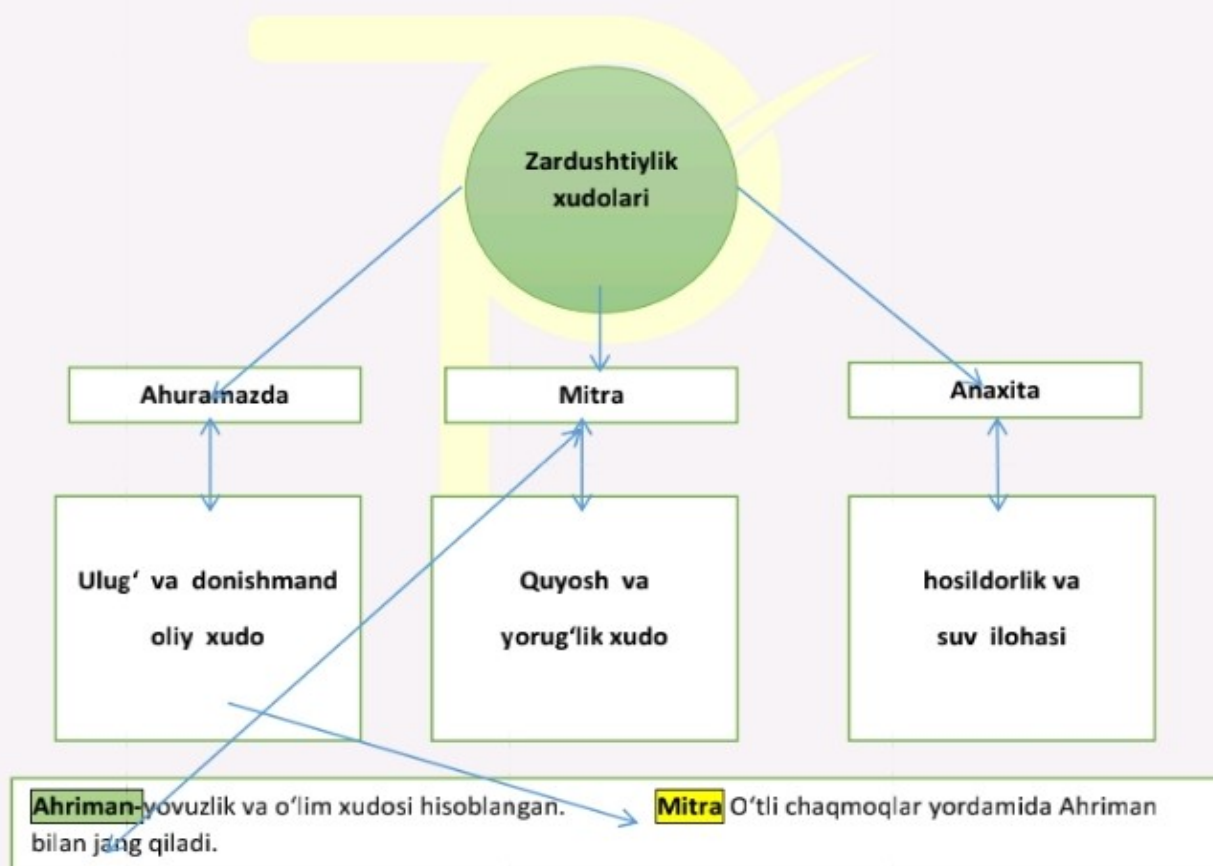 Zardushtiylik
xudolari
Ahuramazda
Mitra
Anaxita
Ulug‘ va donishmand
oliy xudo
Quyosh va
yorug‘lik xudo
hosildorlik va
suv ilohasi
Ahriman-yovuzlik va o‘lim xudosi hisoblangan. Mitra O‘tli chaqmoqlar yordamida Ahriman
bilan jang qiladi.